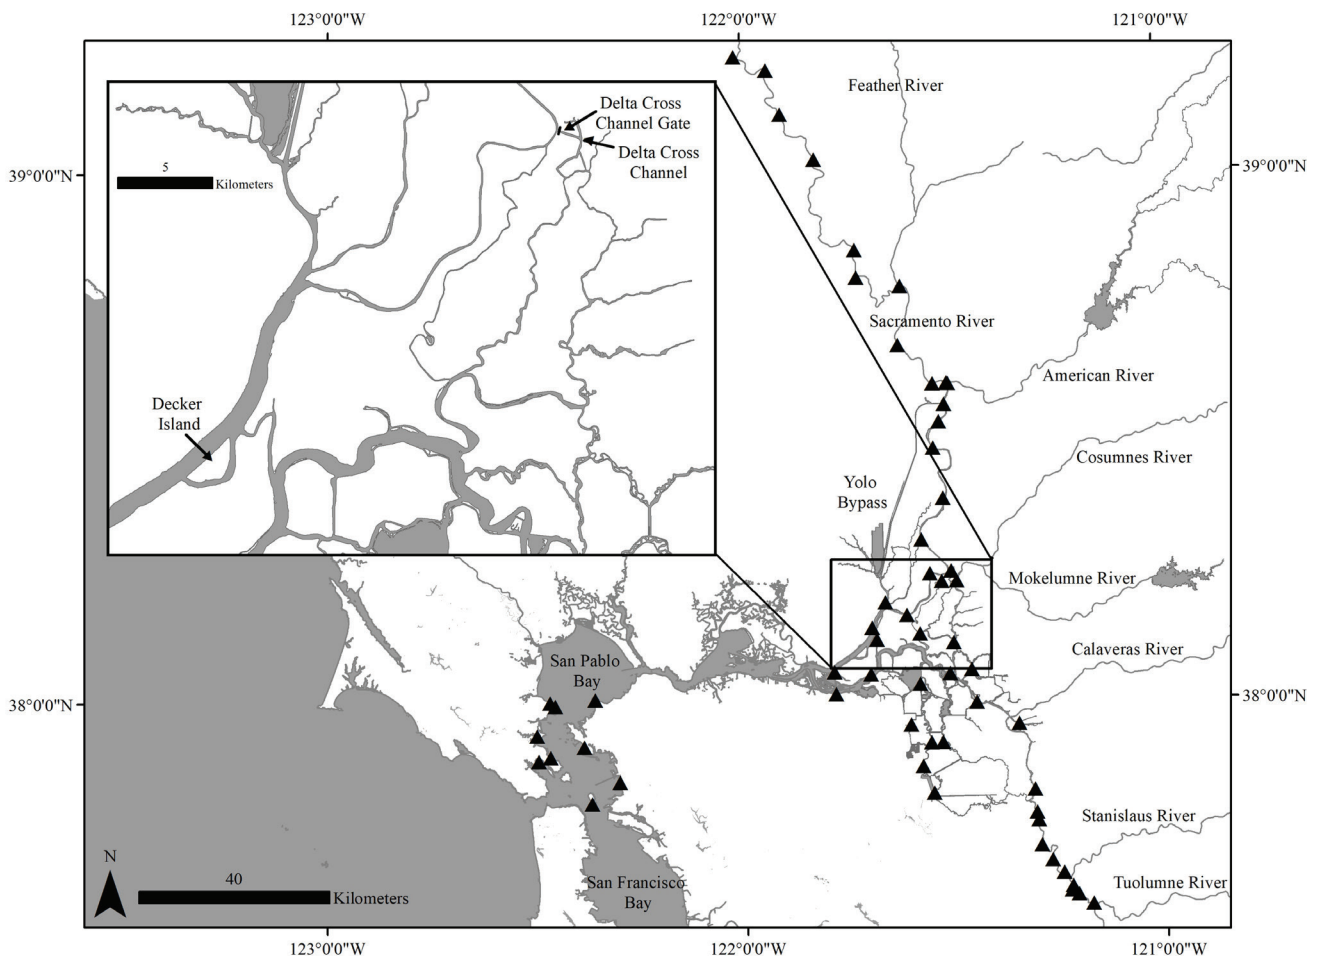 123°0'0"W
122°0'0"W
121°0'0"W
Feather River
Delta Cross
Channel Gate
Delta Cross
Channel
5
Kilometers
39°0'0"N
39°0'0"N
Sacramento River
American River
Decker
Island
Cosumnes River
Yolo
Bypass
Mokelumne River
Calaveras River
San Pablo
Bay
38°0'0"N
38°0'0"N
Stanislaus River
N
40
Kilometers
San Francisco
Bay
Tuolumne River
123°0'0"W
122°0'0"W
121°0'0"W